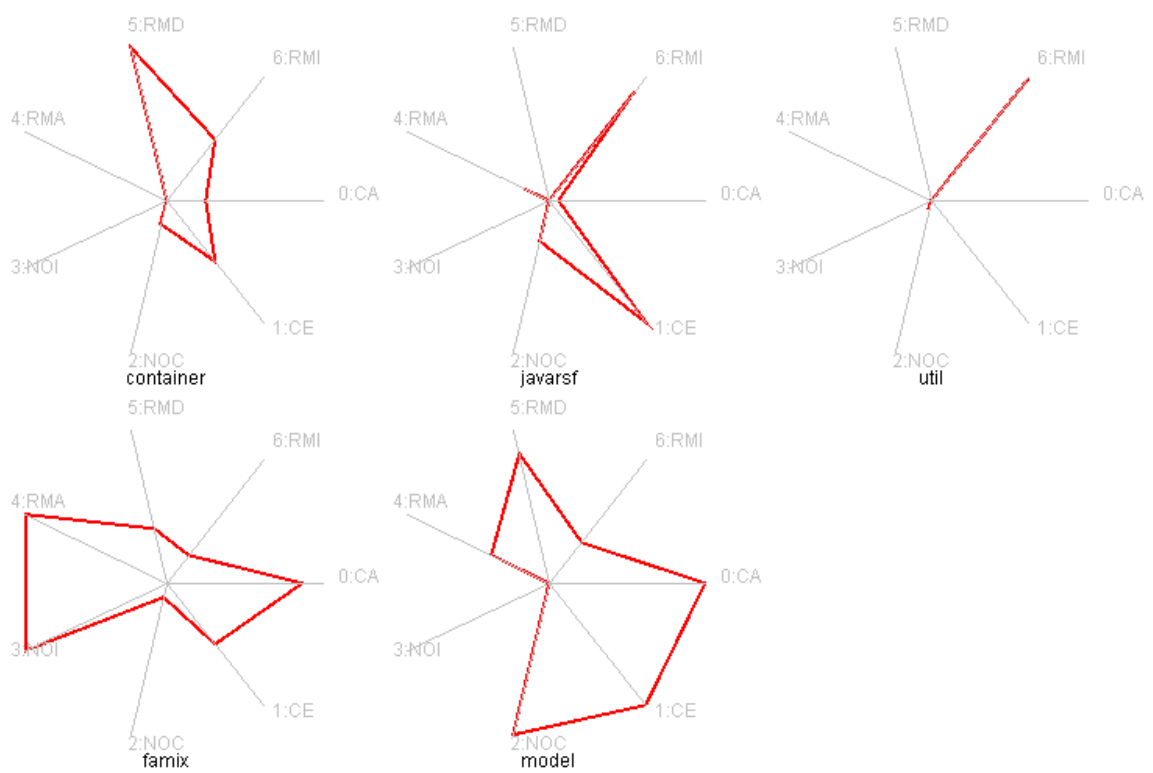 5:RMD
6:RMI
4:RMA
0:CA
3:NOI
1:CE
2:NOC
container
5:RMD
6:RMI
4:RMA
0:CA
3:NOI
1:CE
2:NOC
javarsf
5:RMD
6:RMI
4:RMA
0:CA
3:NOI
1:CE
2:NOC
util
5:RMD
6:RMI
4:RMA
0:CA
3:NOI
1:CE
2:NOC
famix
5:RMD
6:RMI
4:RMA
0:CA
3:NOI
1:CE
2:NOC
model